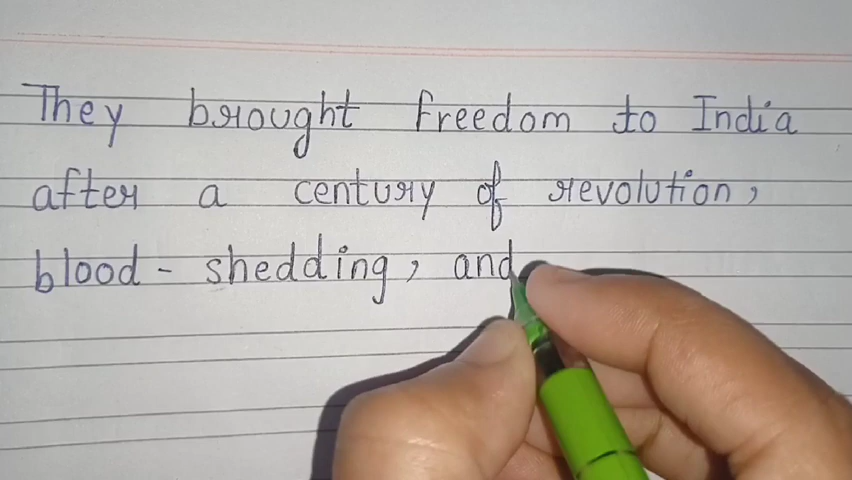 They brought freedom to India
after a century of revolution,
blood - shedding, and